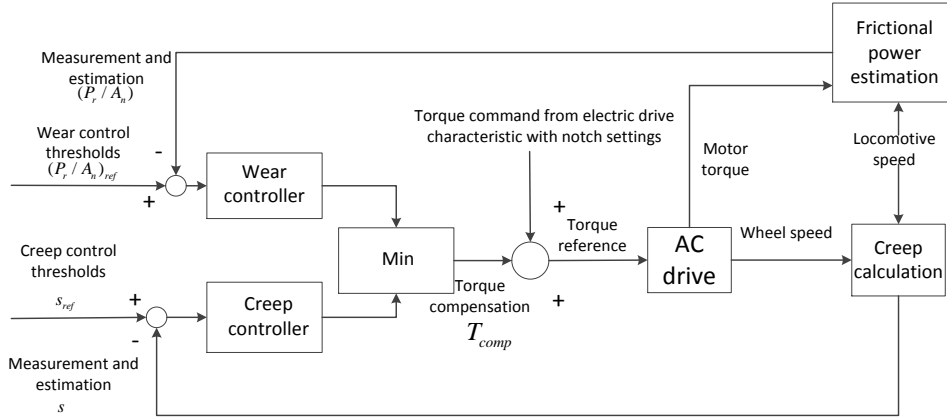 Measurement and
estimation
(P_r / A_n)
Wear control
thresholds
(P_r / A_n)_ref
-
+
Wear
controller
Torque command from electric drive
characteristic with notch settings
Frictional
power
estimation
Motor
torque
Locomotive
speed
Creep control
thresholds
s_ref
+
-
Creep
controller
Min
Torque
compensation
T_comp
+
Torque
reference
+
AC
drive
Wheel speed
Creep
calculation
Measurement and
estimation
s